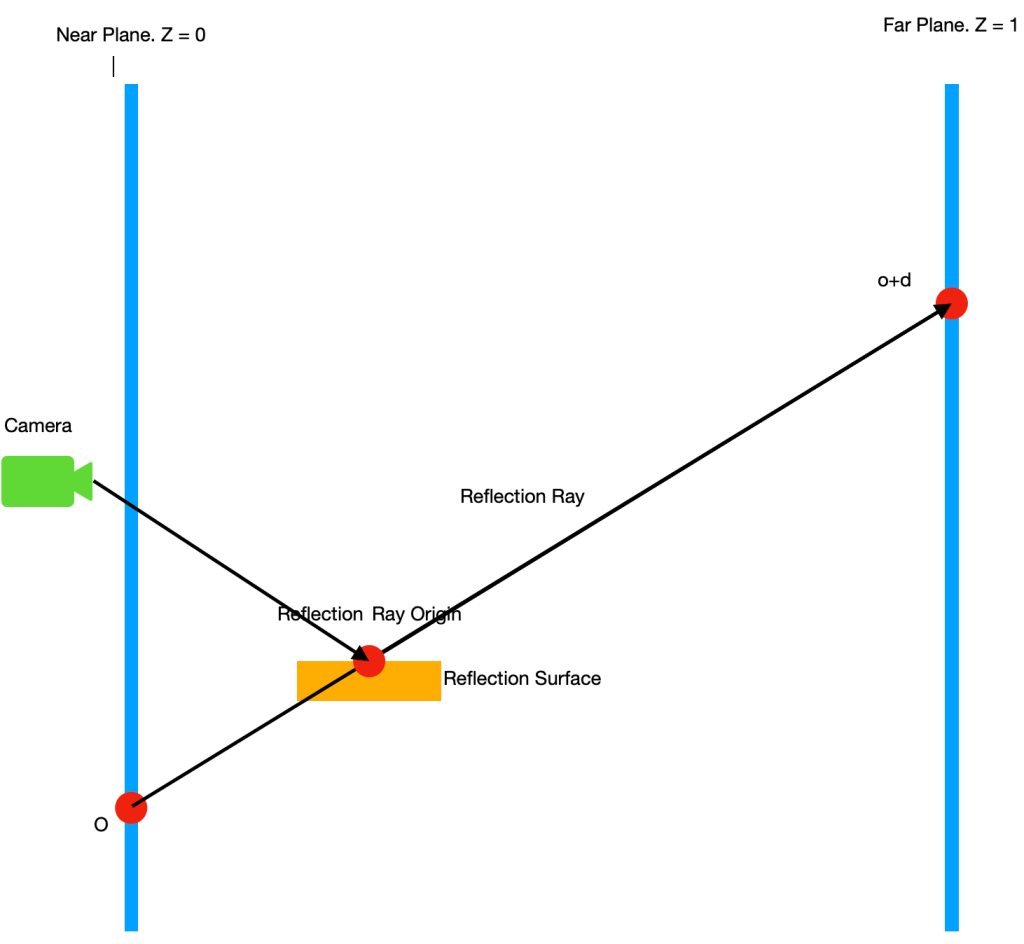 Near Plane. Z = 0
Far Plane. Z = 1
o+d
Camera
Reflection Ray
Reflection Ray Origin
Reflection Surface
O